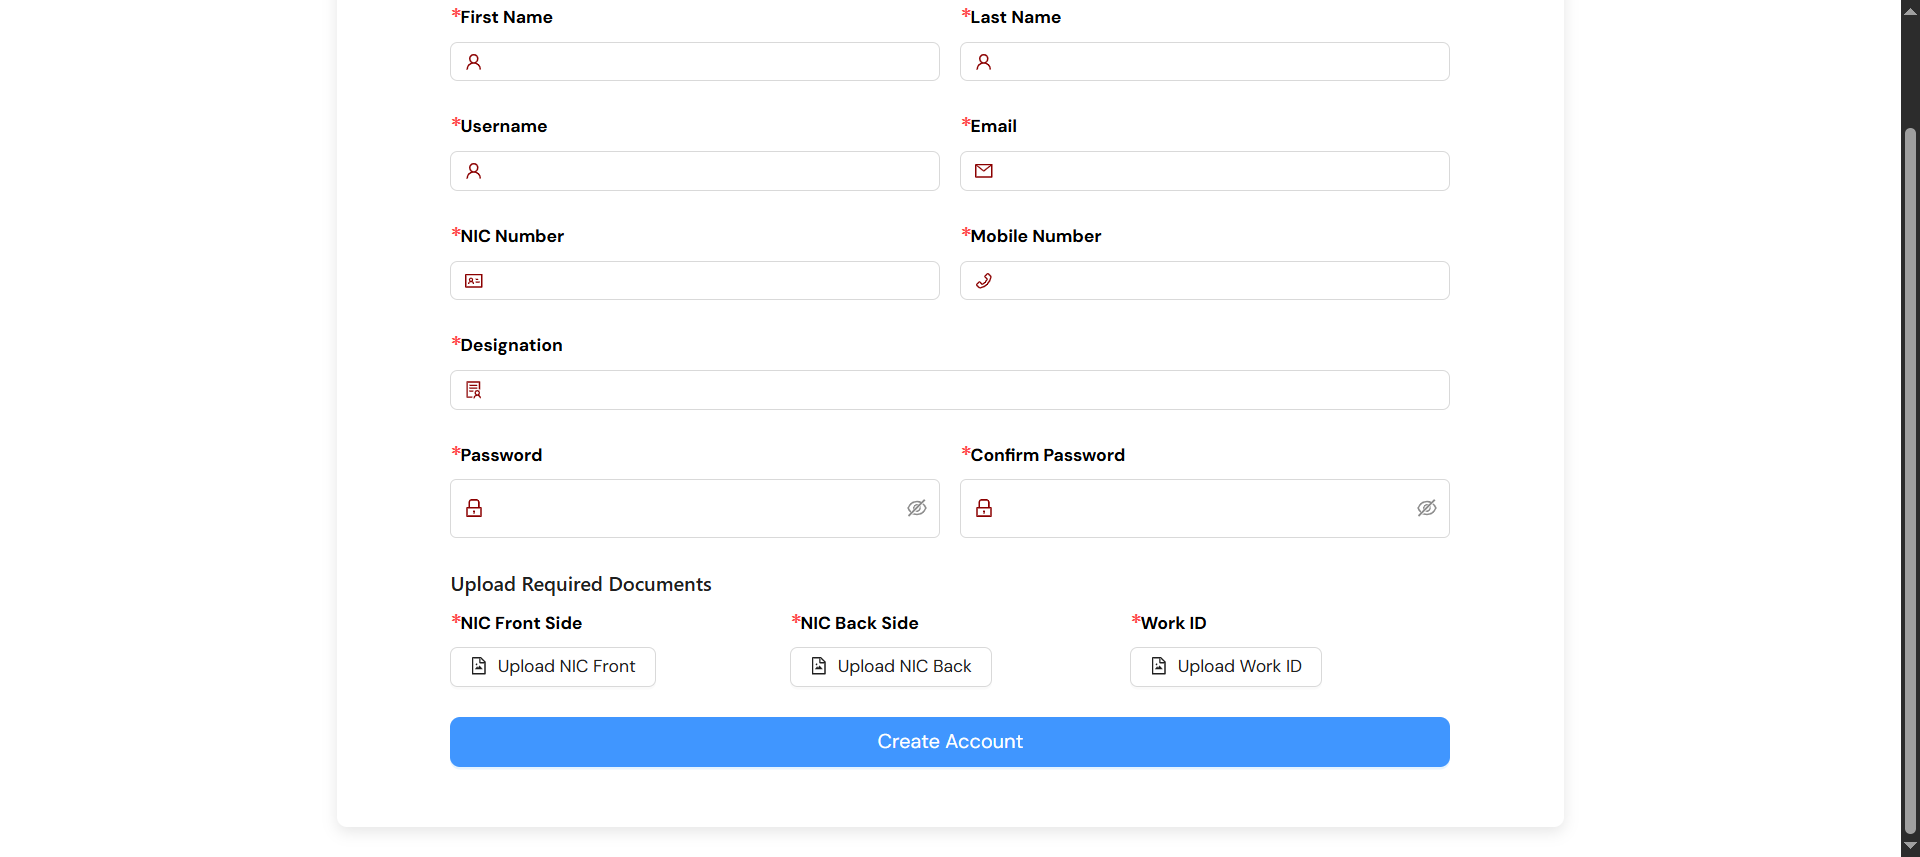 *First Name
*Last Name
*Username
*Email
*NIC Number
*Mobile Number
*Designation
*Password
*Confirm Password
Upload Required Documents
*NIC Front Side
*NIC Back Side
*Work ID
Upload NIC Front
Upload NIC Back
Upload Work ID
Create Account